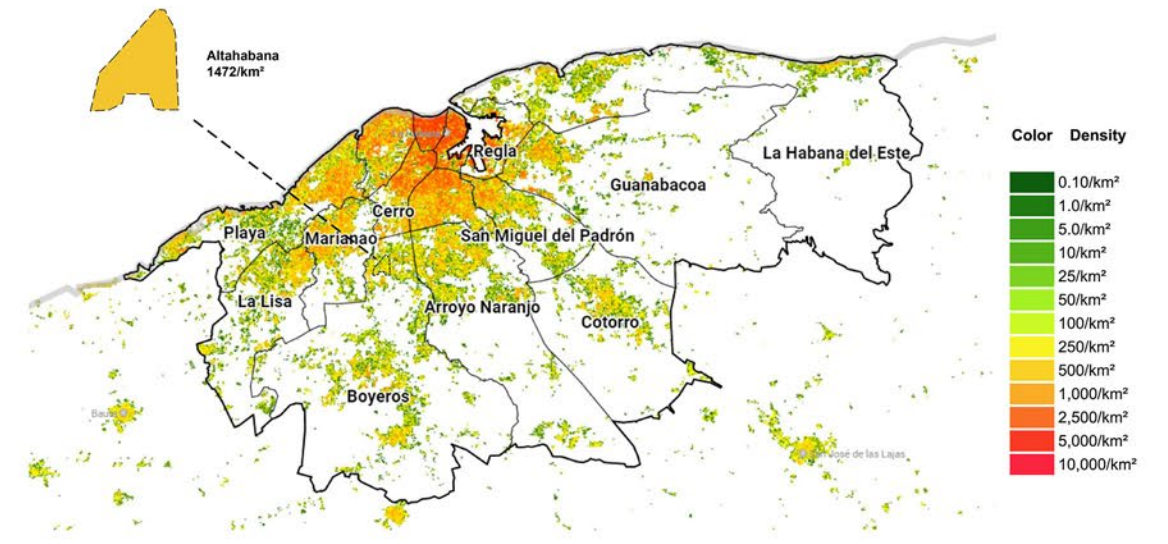 Altahabana
1472/km²
Color Density
0.10/km²
1.0/km²
5.0/km²
10/km²
25/km²
50/km²
100/km²
250/km²
500/km²
1,000/km²
2,500/km²
5,000/km²
10,000/km²
Regla
La Habana del Este
Guanabacoa
Cerro
Playa
Marianao
San Miguel del Padrón
La Lisa
Arroyo Naranjo
Cotorro
Boyeros
José de las Lajas